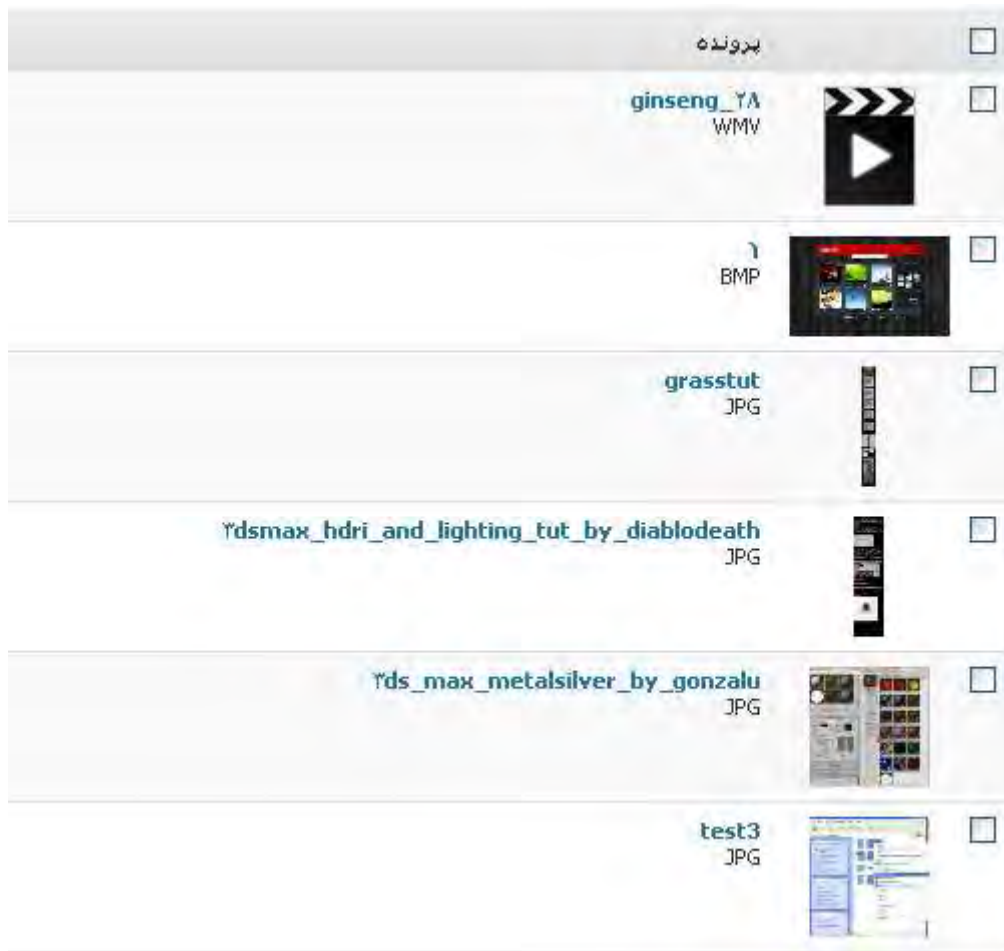 پرونده
ginseng_۲۸
WMV
۱
BMP
grasstut
JPG
۳dsmax_hdri_and_lighting_tut_by_diablodeath
JPG
۳ds_max_metalsilver_by_gonzalu
JPG
test3
JPG